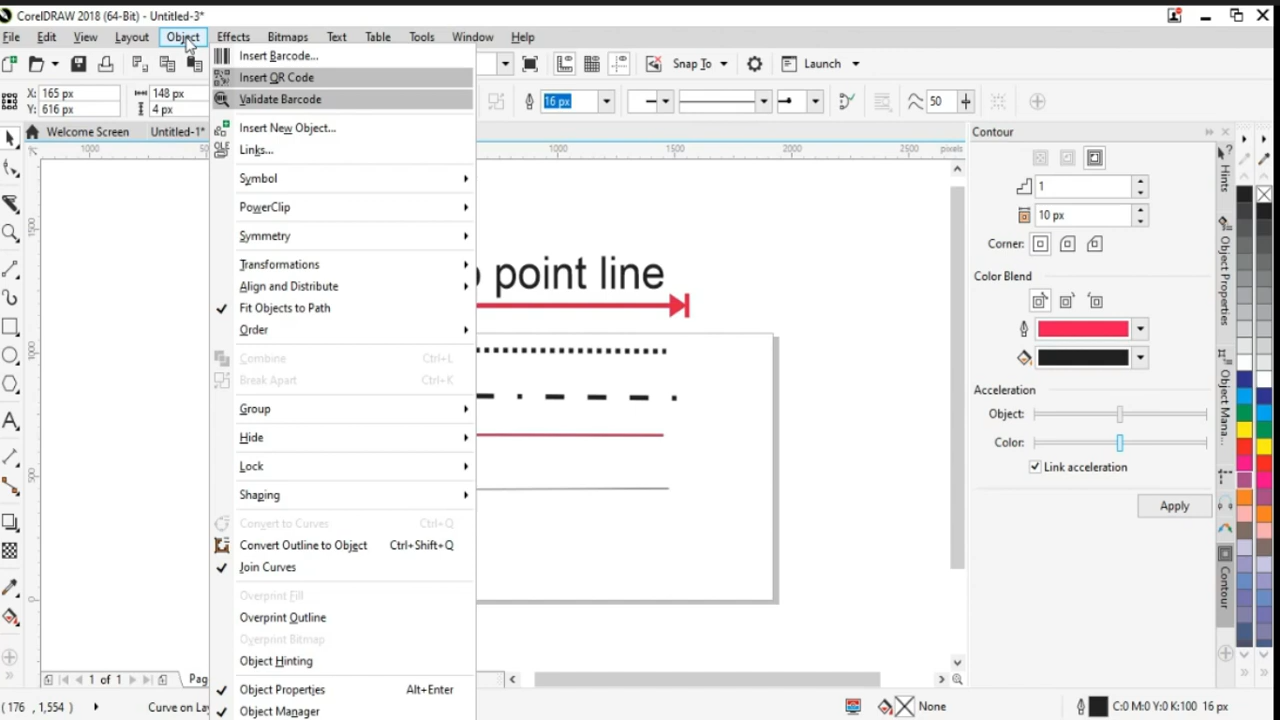 CorelDRAW 2018 (64-Bit) - Untitled-3*
File Edit View Layout Object Effects Bitmaps Text Table Tools Window Help
Snap To Launch
X: 165 px 148 px
Y: 616 px 4 px
16 px 50
Welcome Screen Untitled-1*
1000 1000 1500 2000 2500 pixels
1500
1000
500
0
Insert Barcode...
Insert QR Code
Validate Barcode
Insert New Object...
Links...
Symbol
PowerClip
Symmetry
Transformations
Align and Distribute
Fit Objects to Path
Order
Combine Ctrl+L
Break Apart Ctrl+K
Group
Hide
Lock
Shaping
Convert to Curves Ctrl+Q
Convert Outline to Object Ctrl+Shift+Q
Join Curves
Overprint Fill
Overprint Outline
Overprint Bitmap
Object Hinting
Object Properties Alt+Enter
Object Manager
point line
Contour
1
10 px
Corner:
Color Blend
Acceleration
Object:
Color:
Link acceleration
Apply
Hints
Object Properties
Object Mana...
Contour
1 of 1 Pag
(176 , 1,554 ) Curve on Lay None C:0 M:0 Y:0 K:100 16 px